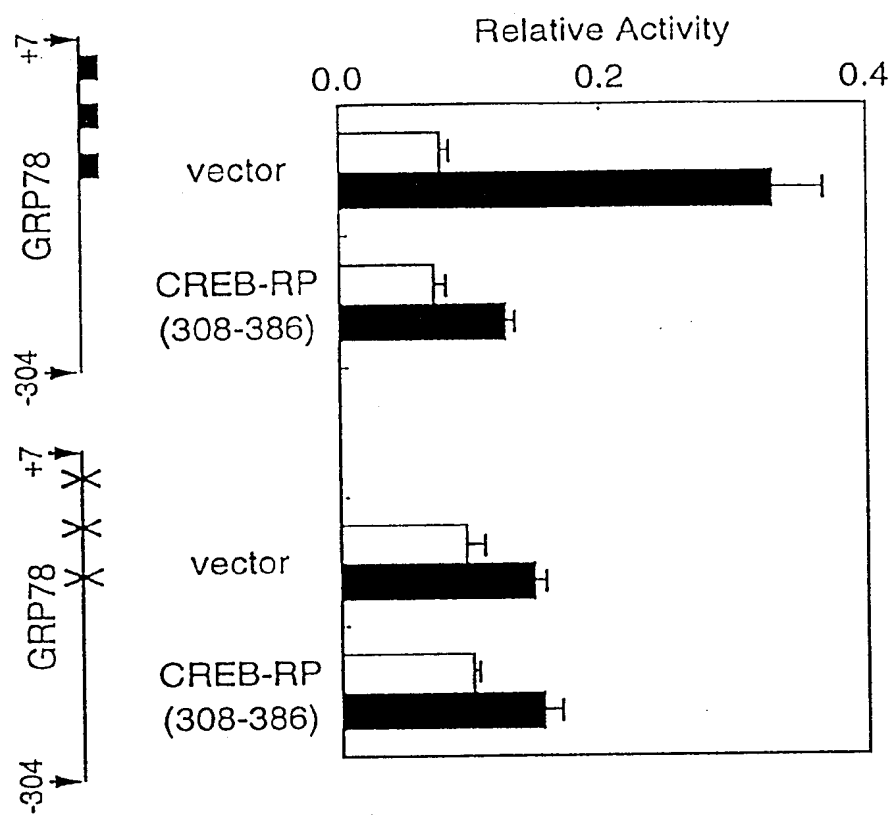 Relative Activity
0.0 0.2 0.4
+7
GRP78
-304
vector
CREB-RP
(308-386)
+7
GRP78
-304
vector
CREB-RP
(308-386)